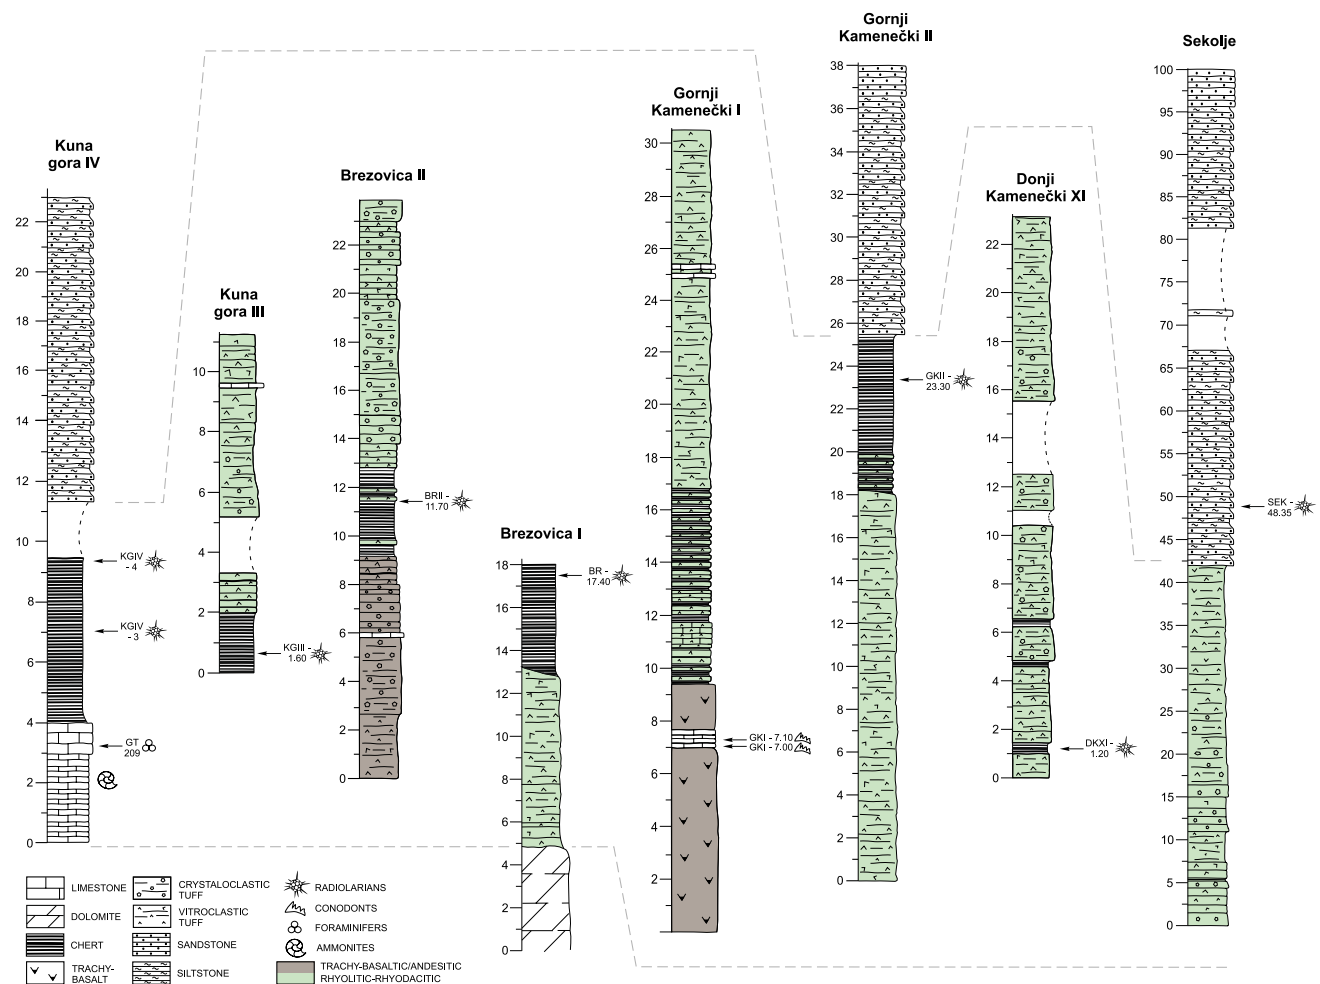 Kuna
gora IV
22
20
18
16
14
12
10
8
6
4
2
0
KGIV
- 4
KGIV
- 3
GT
209
Kuna
gora III
10
8
6
4
2
0
KGIII -
1.60
Brezovica II
22
20
18
16
14
12
10
8
6
4
2
0
BRII -
11.70
Brezovica I
18
16
14
12
10
8
6
4
2
0
BR -
17.40
Gornji
Kamenečki I
30
28
26
24
22
20
18
16
14
12
10
8
6
4
2
GKI - 7.10
GKI - 7.00
Gornji
Kamenečki II
38
36
34
32
30
28
26
24
22
20
18
16
14
12
10
8
6
4
2
0
GKII -
23.30
Donji
Kamenečki XI
22
20
18
16
14
12
10
8
6
4
2
0
DKXI -
1.20
Sekolje
100
95
90
85
80
75
70
65
60
55
50
45
40
35
30
25
20
15
10
5
0
SEK -
48.35
LIMESTONE
DOLOMITE
CHERT
TRACHY-
BASALT
CRYSTALOCLASTIC
TUFF
VITROCLASTIC
TUFF
SANDSTONE
SILTSTONE
RADIOLARIANS
CONODONTS
FORAMINIFERS
AMMONITES
TRACHY-BASALTIC/ANDESITIC
RHYOLITIC-RHYODACITIC